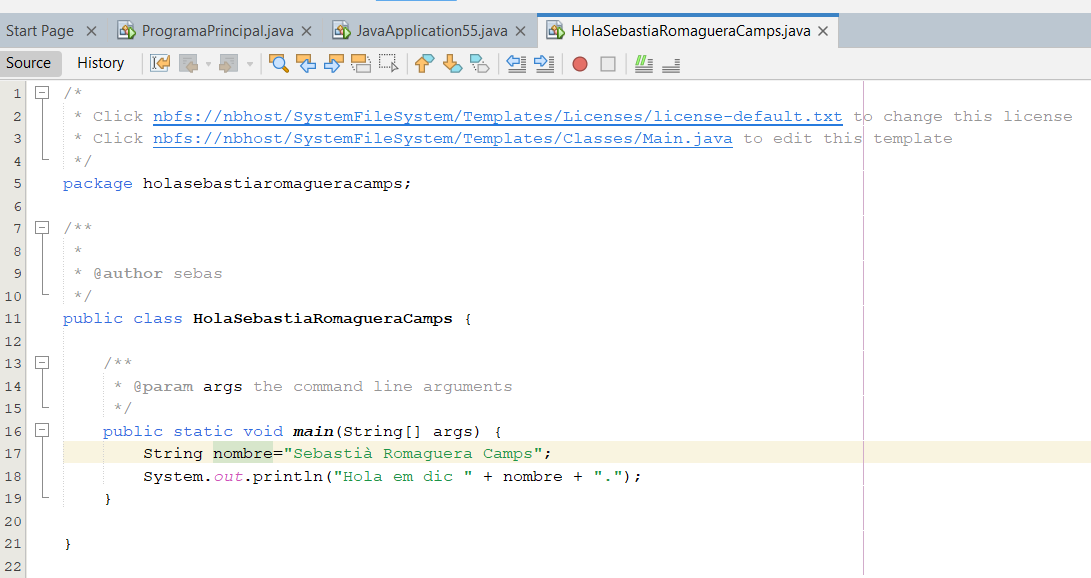 Start Page ProgramaPrincipal.java JavaApplication55.java HolaSebastiaRomagueraCamps.java
Source History
1 /*
2 * Click nbfs://nbhost/SystemFileSystem/Templates/Licenses/license-default.txt to change this license
3 * Click nbfs://nbhost/SystemFileSystem/Templates/Classes/Main.java to edit this template
4 */
5 package holasebastiaromagueracamps;
6
7 /**
8 *
9 * @author sebas
10 */
11 public class HolaSebastiaRomagueraCamps {
12
13 /**
14 * @param args the command line arguments
15 */
16 public static void main(String[] args) {
17 String nombre="Sebastià Romaguera Camps";
18 System.out.println("Hola em dic " + nombre + ".");
19 }
20
21 }
22